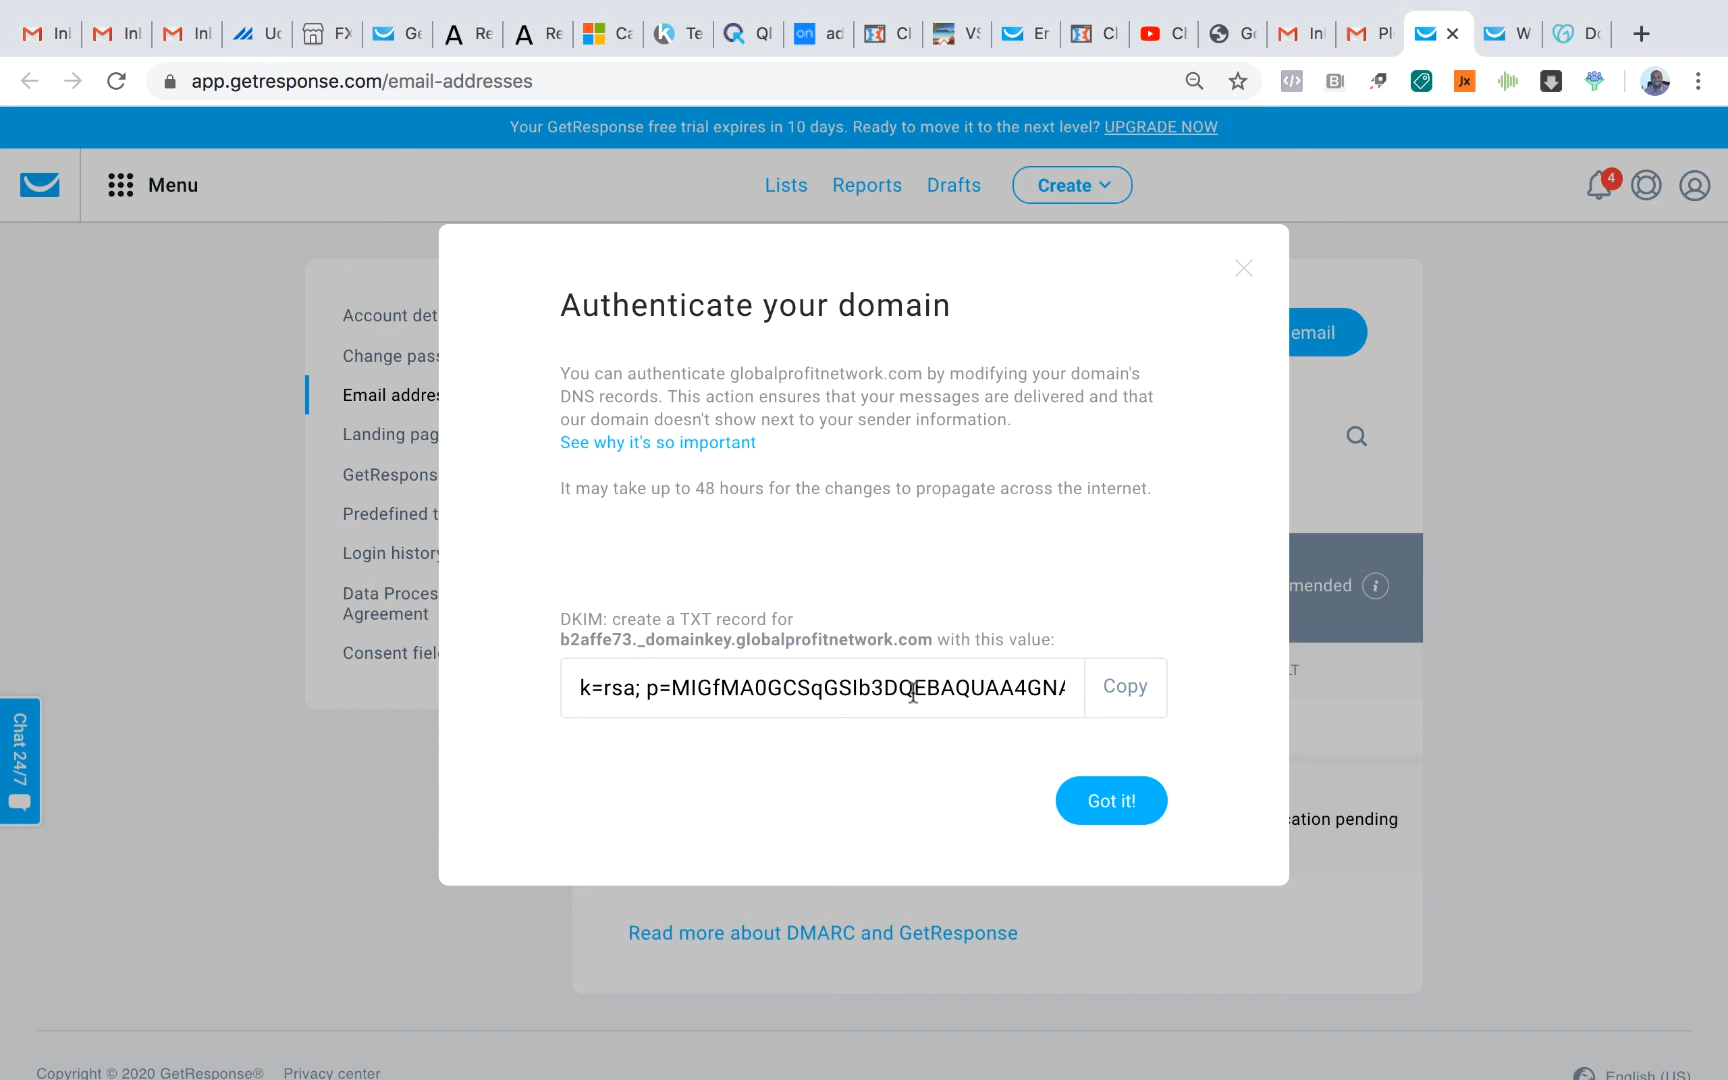 app.getresponse.com/email-addresses
Your GetResponse free trial expires in 10 days. Ready to move it to the next level? UPGRADE NOW
Menu
Lists
Reports
Drafts
Create
4
Authenticate your domain
You can authenticate globalprofitnetwork.com by modifying your domain's
DNS records. This action ensures that your messages are delivered and that
our domain doesn't show next to your sender information.
See why it's so important
It may take up to 48 hours for the changes to propagate across the internet.
DKIM: create a TXT record for
b2affe73._domainkey.globalprofitnetwork.com with this value:
k=rsa; p=MIGfMA0GCSqGSIb3DQEBAQUAA4GNA
Copy
Got it!
Account det
Change pass
Email addres
Landing pag
GetRespons
Predefined t
Login history
Data Proces
Agreement
Consent fiel
email
mended
LT
cation pending
Read more about DMARC and GetResponse
Chat 24/7
Copyright © 2020 GetResponse®
Privacy center
English (US)